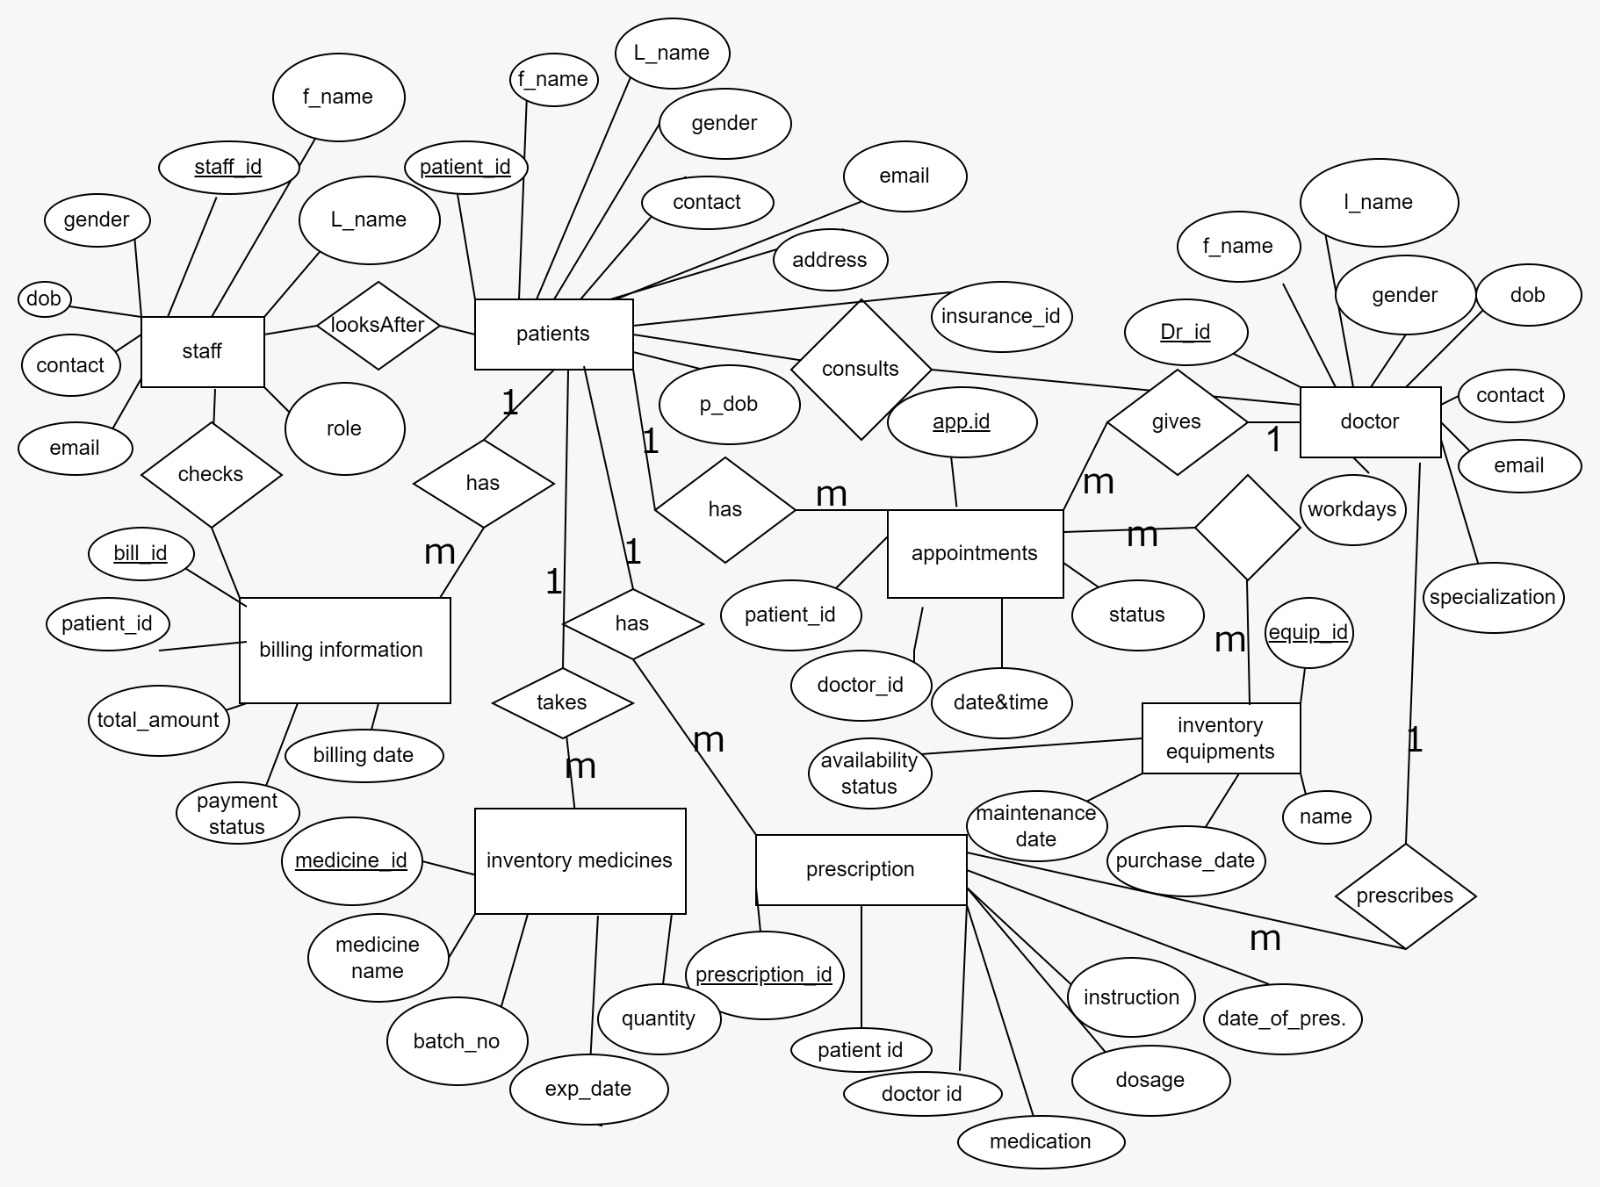 L_name
f_name
f_name
gender
staff_id
patient_id
email
contact
l_name
gender
L_name
f_name
address
dob
gender
dob
insurance_id
looksAfter
patients
Dr_id
staff
contact
consults
contact
1
p_dob
app.id
gives
doctor
role
1
1
email
email
checks
has
m
m
has
workdays
m
1
m
bill_id
appointments
1
patient_id
has
patient_id
status
m
equip_id
specialization
billing information
doctor_id
takes
date&time
total_amount
m
inventory
equipments
1
billing date
m
availability
status
payment
status
maintenance
date
name
medicine_id
inventory medicines
prescription
purchase_date
prescribes
m
medicine
name
prescription_id
instruction
quantity
date_of_pres.
batch_no
patient id
exp_date
doctor id
dosage
medication